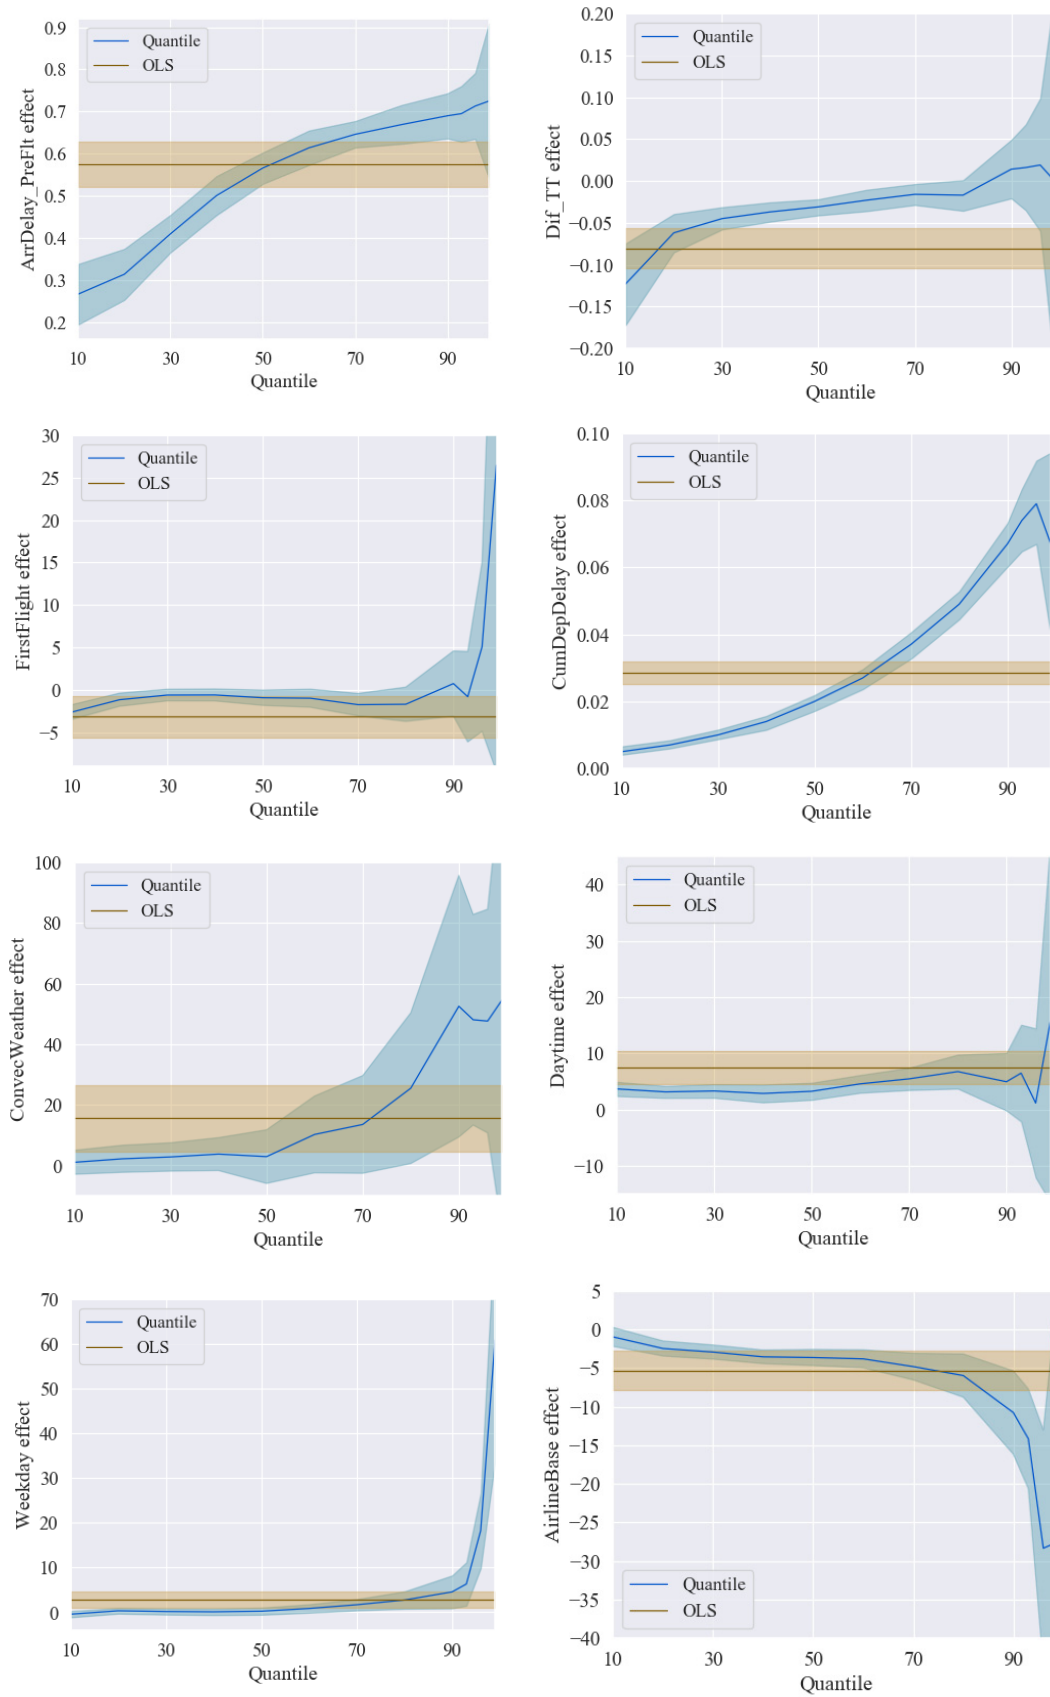 0.9
0.8
0.7
0.6
0.5
0.4
0.3
0.2
ArrDelay_PreFlt effect
Quantile
OLS
10 30 50 70 90
Quantile
0.20
0.15
0.10
0.05
0.00
−0.05
−0.10
−0.15
−0.20
Dif_TT effect
Quantile
OLS
10 30 50 70 90
Quantile
30
25
20
15
10
5
0
−5
FirstFlight effect
Quantile
OLS
10 30 50 70 90
Quantile
0.10
0.08
0.06
0.04
0.02
0.00
CumDepDelay effect
Quantile
OLS
10 30 50 70 90
Quantile
100
80
60
40
20
0
ConvecWeather effect
Quantile
OLS
10 30 50 70 90
Quantile
40
30
20
10
0
−10
Daytime effect
Quantile
OLS
10 30 50 70 90
Quantile
70
60
50
40
30
20
10
0
Weekday effect
Quantile
OLS
10 30 50 70 90
Quantile
5
0
−5
−10
−15
−20
−25
−30
−35
−40
AirlineBase effect
Quantile
OLS
10 30 50 70 90
Quantile